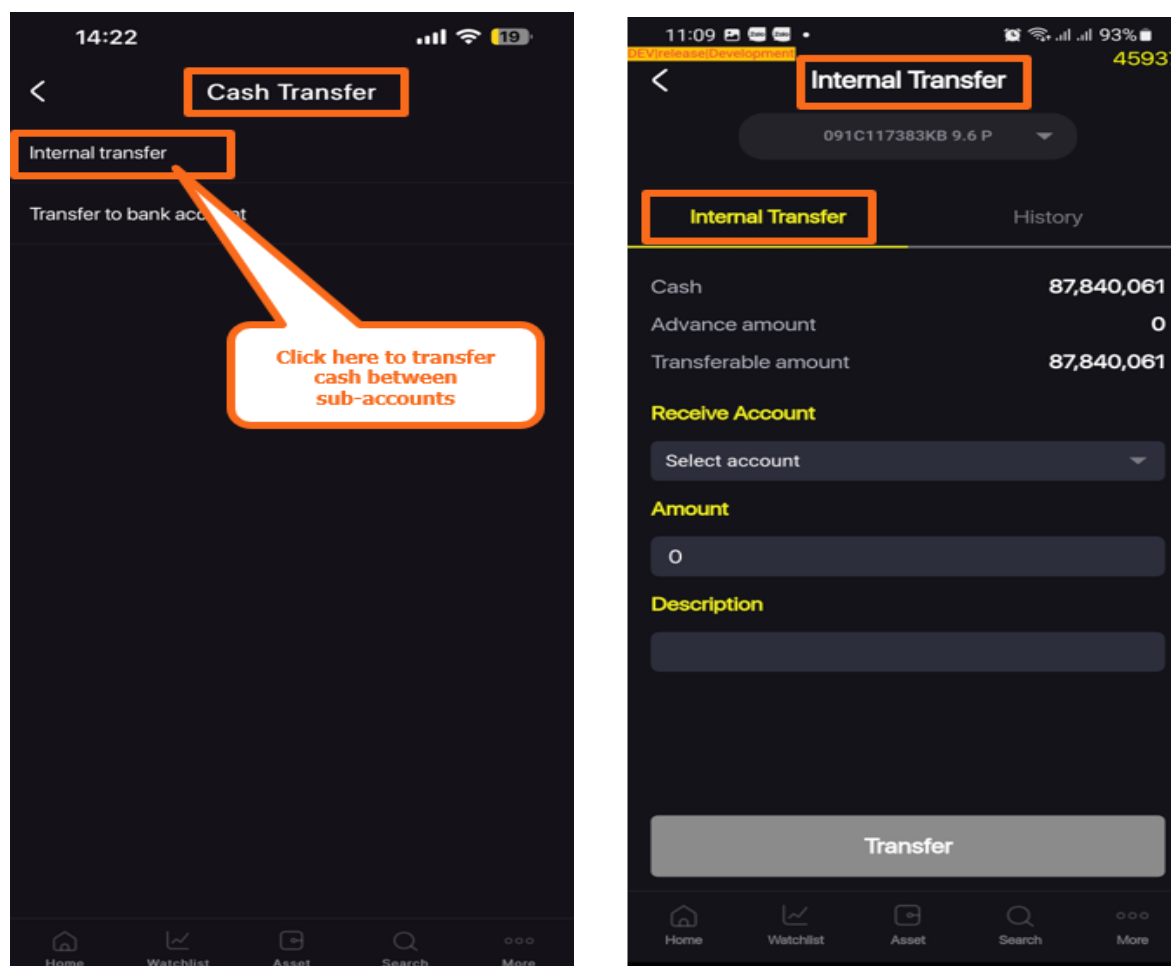 14:22
19
Cash Transfer
Internal transfer
Transfer to bank account
Click here to transfer
cash between
sub-accounts
Home
Watchlist
Asset
Search
More
11:09
93%
DEV|release|Development
4593
Internal Transfer
091C117383KB 9.6 P
Internal Transfer
History
Cash
87,840,061
Advance amount
0
Transferable amount
87,840,061
Receive Account
Select account
Amount
0
Description
Transfer
Home
Watchlist
Asset
Search
More